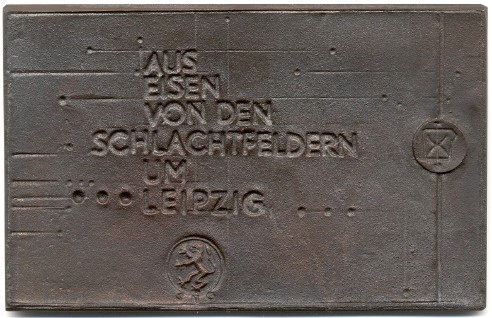 AUS
EISEN
VON DEN
SCHLACHTFELDERN
UM
LEIPZIG